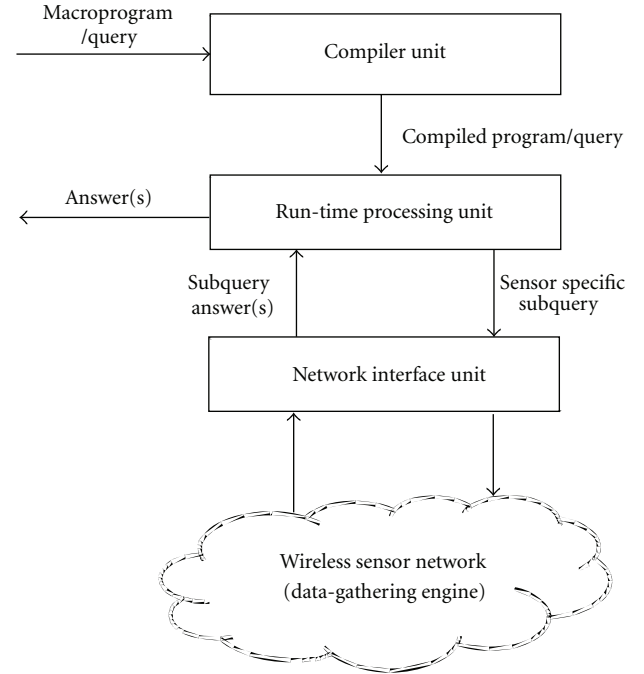 Macroprogram
/query
Compiler unit
Compiled program/query
Answer(s)
Run-time processing unit
Subquery
answer(s)
Sensor specific
subquery
Network interface unit
Wireless sensor network
(data-gathering engine)